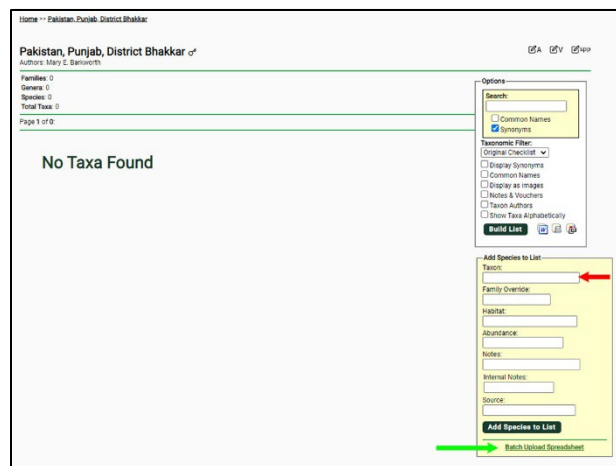 Home >> Pakistan, Punjab, District Bhakkar
Pakistan, Punjab, District Bhakkar
A V SPP
Authors: Mary E. Barkworth
Families: 0
Genera: 0
Species: 0
Total Taxa: 0
Page 1 of 0:
No Taxa Found
Options
Search:
Common Names
Synonyms
Taxonomic Filter:
Original Checklist
Display Synonyms
Common Names
Display as Images
Notes & Vouchers
Taxon Authors
Show Taxa Alphabetically
Build List
Add Species to List
Taxon:
Family Override:
Habitat:
Abundance:
Notes:
Internal Notes:
Source:
Add Species to List
Batch Upload Spreadsheet